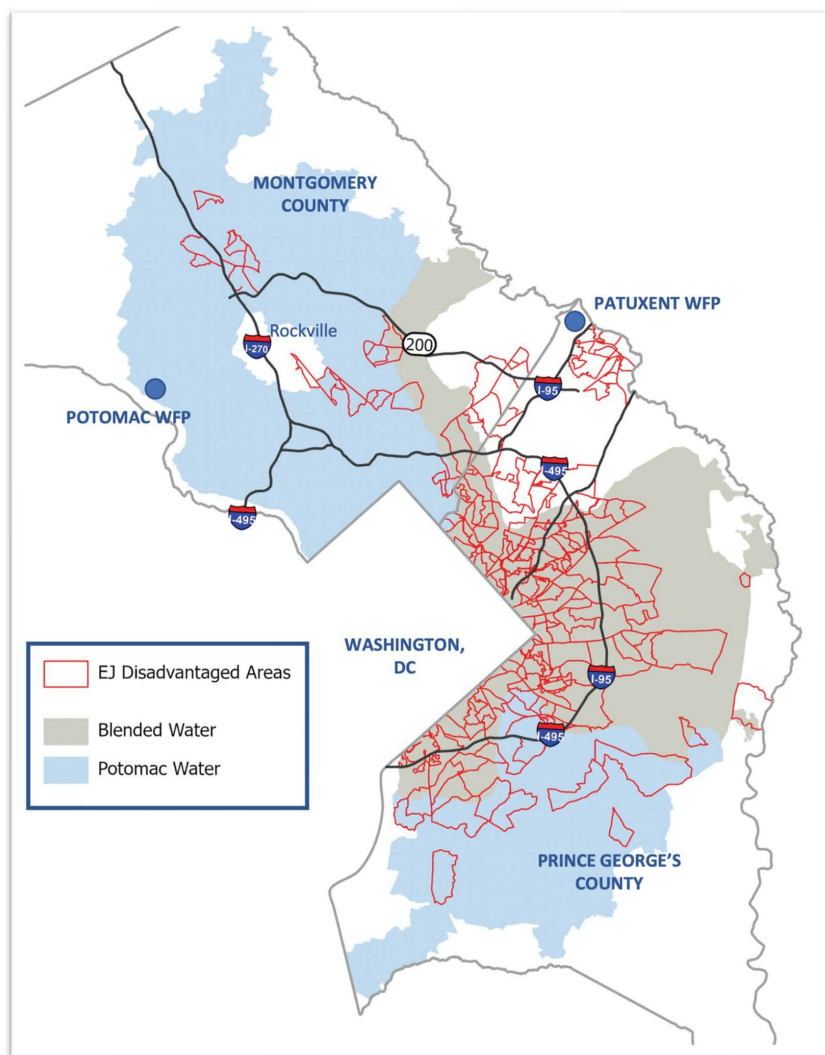 MONTGOMERY
COUNTY
PATUXENT WFP
Rockville
I-270
200
I-95
POTOMAC WFP
I-495
I-495
WASHINGTON,
DC
EJ Disadvantaged Areas
I-95
Blended Water
I-495
Potomac Water
PRINCE GEORGE'S
COUNTY